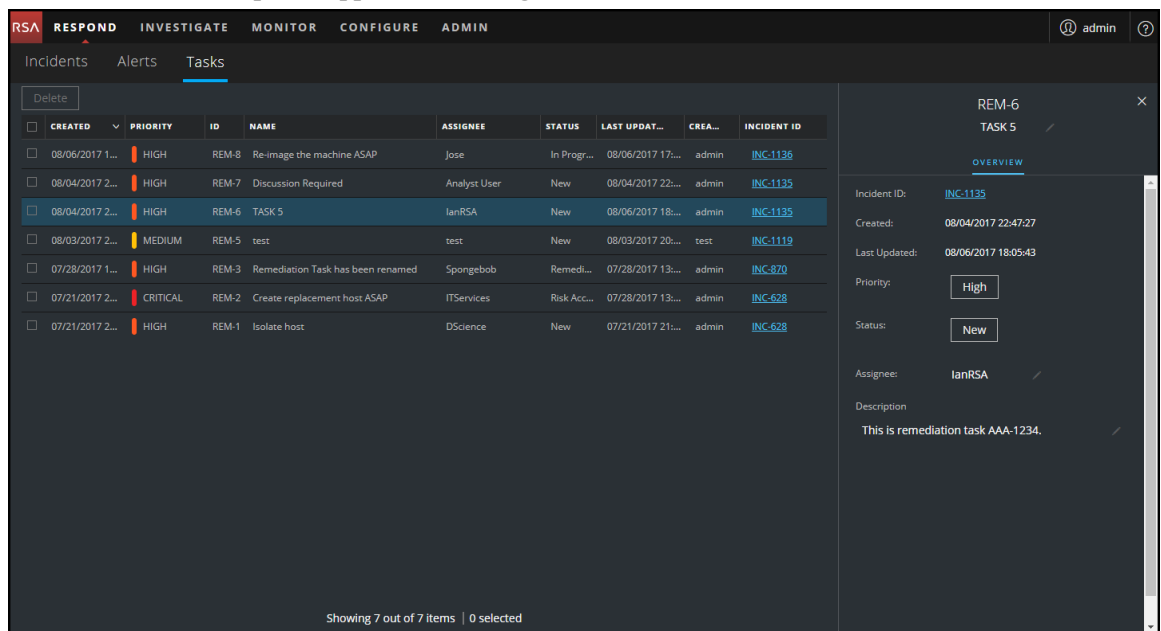 RSA RESPOND INVESTIGATE MONITOR CONFIGURE ADMIN admin ?
Incidents Alerts Tasks
Delete
CREATED PRIORITY ID NAME ASSIGNEE STATUS LAST UPDAT... CREA... INCIDENT ID
08/06/2017 1... HIGH REM-8 Re-image the machine ASAP Jose In Progr... 08/06/2017 17:... admin INC-1136
08/04/2017 2... HIGH REM-7 Discussion Required Analyst User New 08/04/2017 22:... admin INC-1135
08/04/2017 2... HIGH REM-6 TASK 5 IanRSA New 08/06/2017 18:... admin INC-1135
08/03/2017 2... MEDIUM REM-5 test test New 08/03/2017 20:... test INC-1119
07/28/2017 1... HIGH REM-3 Remediation Task has been renamed Spongebob Remedi... 07/28/2017 13:... admin INC-870
07/21/2017 2... CRITICAL REM-2 Create replacement host ASAP ITServices Risk Acc... 07/28/2017 13:... admin INC-628
07/21/2017 2... HIGH REM-1 Isolate host DScience New 07/21/2017 21:... admin INC-628
Showing 7 out of 7 items | 0 selected
REM-6
TASK 5
OVERVIEW
Incident ID: INC-1135
Created: 08/04/2017 22:47:27
Last Updated: 08/06/2017 18:05:43
Priority: High
Status: New
Assignee: IanRSA
Description
This is remediation task AAA-1234.